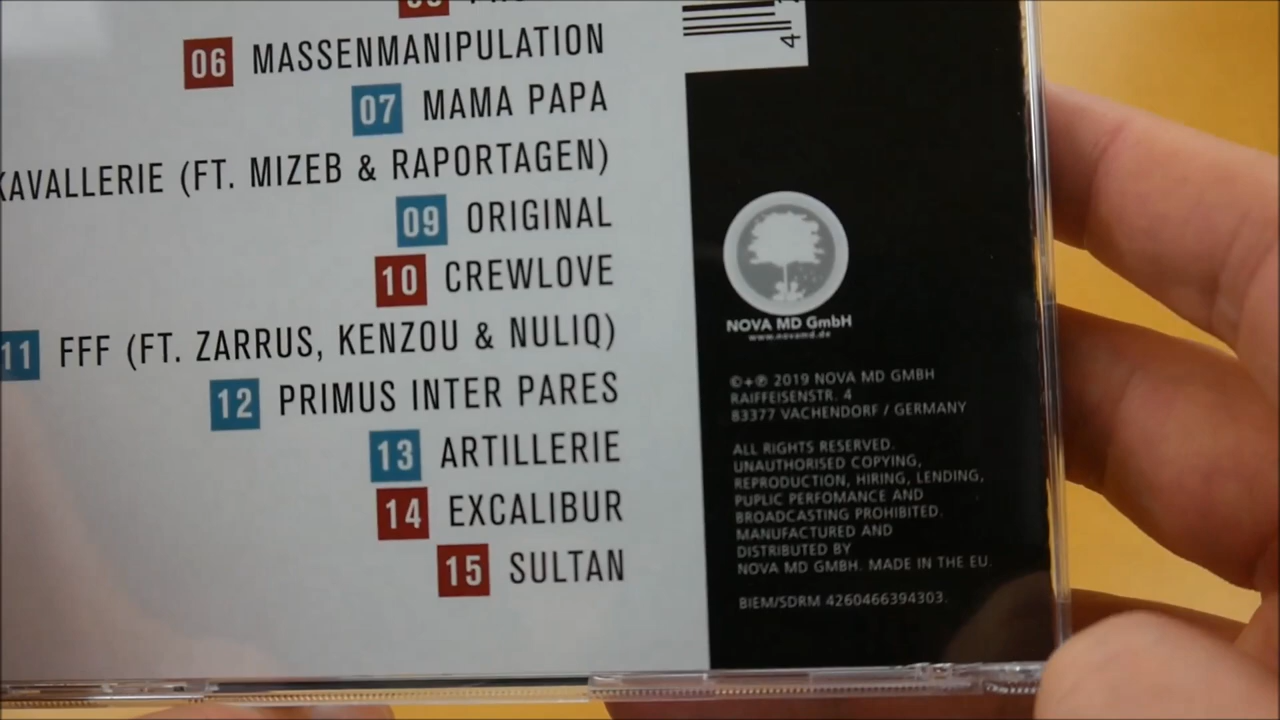 06 MASSENMANIPULATION
07 MAMA PAPA
KAVALLERIE (FT. MIZEB & RAPORTAGEN)
09 ORIGINAL
10 CREWLOVE
11 FFF (FT. ZARRUS, KENZOU & NULIQ)
12 PRIMUS INTER PARES
13 ARTILLERIE
14 EXCALIBUR
15 SULTAN
4
NOVA MD GmbH
www.novamd.de
©+℗ 2019 NOVA MD GMBH
RAIFFEISENSTR. 4
83377 VACHENDORF / GERMANY
ALL RIGHTS RESERVED.
UNAUTHORISED COPYING,
REPRODUCTION, HIRING, LENDING,
PUPLIC PERFOMANCE AND
BROADCASTING PROHIBITED.
MANUFACTURED AND
DISTRIBUTED BY
NOVA MD GMBH. MADE IN THE EU.
BIEM/SDRM 4260466394303.